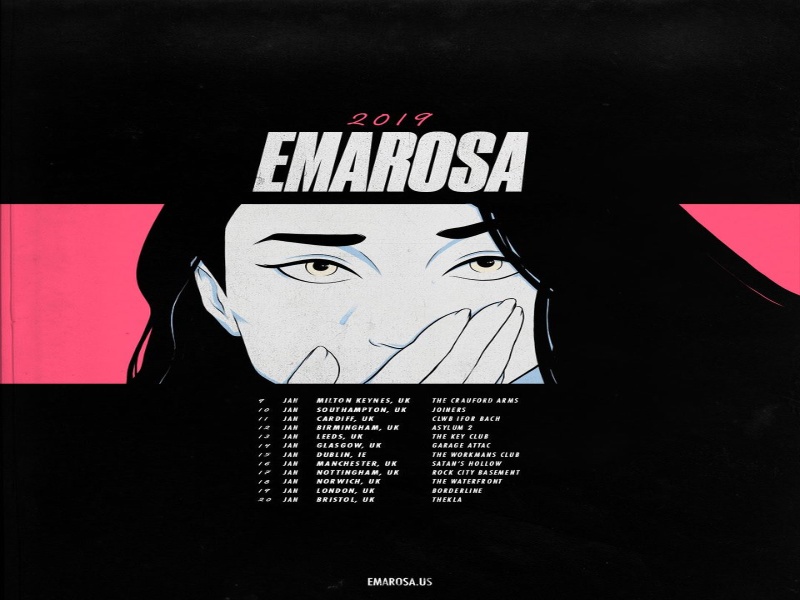 2019
EMAROSA
9 JAN MILTON KEYNES, UK THE CRAUFORD ARMS
10 JAN SOUTHAMPTON, UK JOINERS
11 JAN CARDIFF, UK CLWB IFOR BACH
12 JAN BIRMINGHAM, UK ASYLUM 2
13 JAN LEEDS, UK THE KEY CLUB
14 JAN GLASGOW, UK GARAGE ATTAC
15 JAN DUBLIN, IE THE WORKMANS CLUB
16 JAN MANCHESTER, UK SATAN'S HOLLOW
17 JAN NOTTINGHAM, UK ROCK CITY BASEMENT
18 JAN NORWICH, UK THE WATERFRONT
19 JAN LONDON, UK BORDERLINE
20 JAN BRISTOL, UK THEKLA
EMAROSA.US